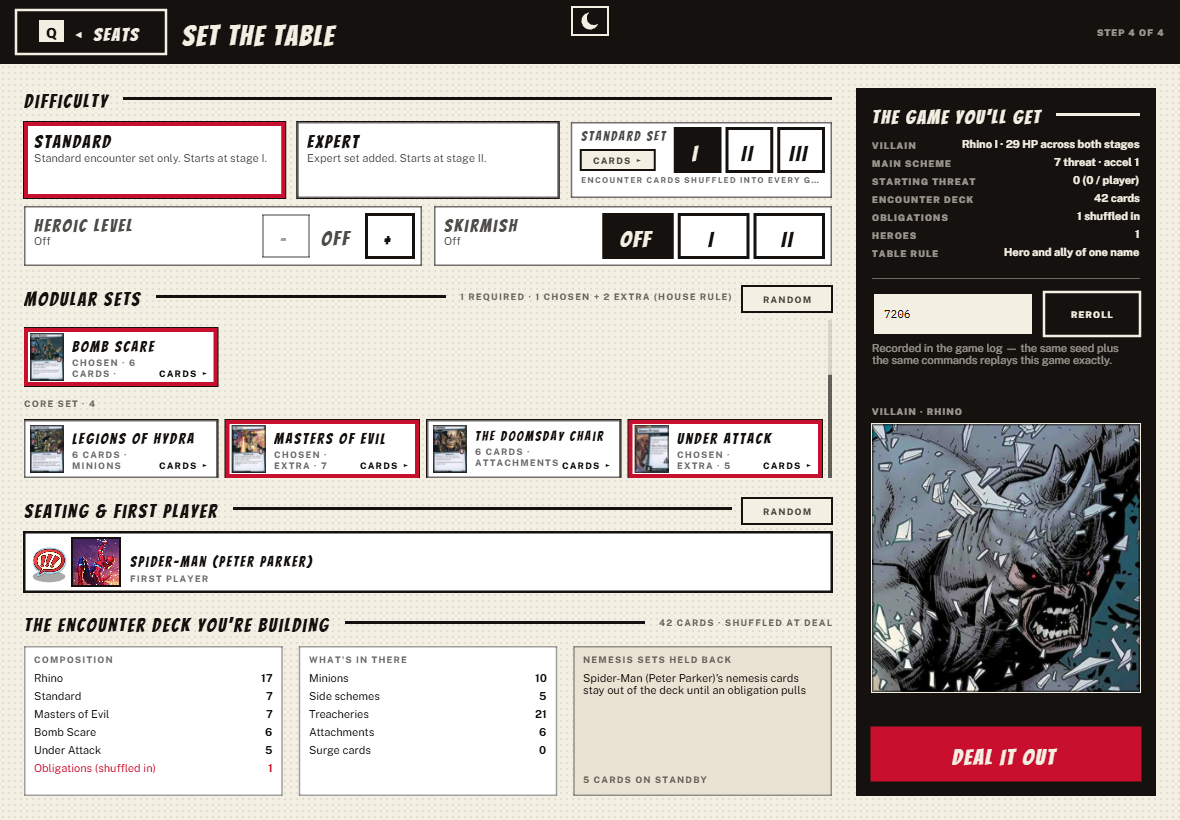 Q ◂ SEATS
SET THE TABLE
STEP 4 OF 4
DIFFICULTY
STANDARD
Standard encounter set only. Starts at stage I.
EXPERT
Expert set added. Starts at stage II.
STANDARD SET
CARDS ▸
I
II
III
ENCOUNTER CARDS SHUFFLED INTO EVERY G…
HEROIC LEVEL
Off
- OFF +
SKIRMISH
Off
OFF
I
II
MODULAR SETS
1 REQUIRED · 1 CHOSEN + 2 EXTRA (HOUSE RULE)
RANDOM
BOMB SCARE
CHOSEN · 6
CARDS ·
CARDS ▸
CORE SET · 4
LEGIONS OF HYDRA
6 CARDS ·
MINIONS
CARDS ▸
MASTERS OF EVIL
CHOSEN ·
EXTRA · 7
CARDS ▸
THE DOOMSDAY CHAIR
6 CARDS ·
ATTACHMENTS
CARDS ▸
UNDER ATTACK
CHOSEN ·
EXTRA · 5
CARDS ▸
SEATING & FIRST PLAYER
RANDOM
SPIDER-MAN (PETER PARKER)
FIRST PLAYER
THE ENCOUNTER DECK YOU'RE BUILDING
42 CARDS · SHUFFLED AT DEAL
COMPOSITION
Rhino 17
Standard 7
Masters of Evil 7
Bomb Scare 6
Under Attack 5
Obligations (shuffled in) 1
WHAT'S IN THERE
Minions 10
Side schemes 5
Treacheries 21
Attachments 6
Surge cards 0
NEMESIS SETS HELD BACK
Spider-Man (Peter Parker)'s nemesis cards
stay out of the deck until an obligation pulls
5 CARDS ON STANDBY
THE GAME YOU'LL GET
VILLAIN Rhino I · 29 HP across both stages
MAIN SCHEME 7 threat · accel 1
STARTING THREAT 0 (0 / player)
ENCOUNTER DECK 42 cards
OBLIGATIONS 1 shuffled in
HEROES 1
TABLE RULE Hero and ally of one name
7206
REROLL
Recorded in the game log — the same seed plus
the same commands replays this game exactly.
VILLAIN · RHINO
DEAL IT OUT